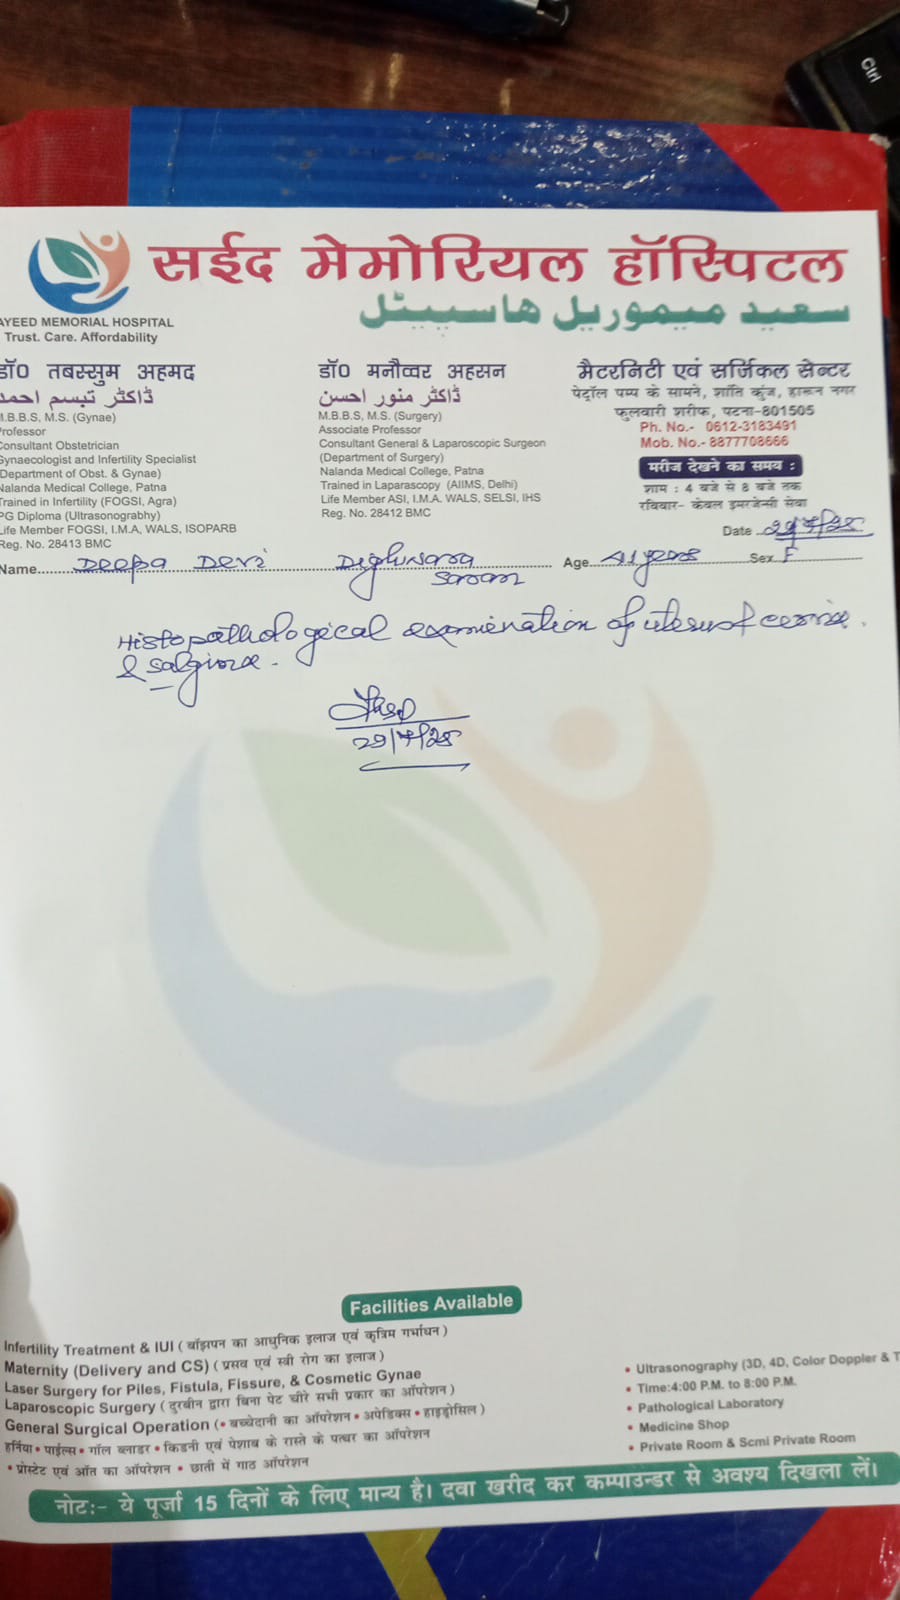 Ctrl
सईद मेमोरियल हॉस्पिटल
سعید میموریل هاسپیٹل
AYEED MEMORIAL HOSPITAL
Trust. Care. Affordability
डॉ० तबस्सुम अहमद
ڈاکٹر تبسم احمد
M.B.B.S, M.S. (Gynae)
Professor
Consultant Obstetrician
Gynaecologist and Infertility Specialist
(Department of Obst. & Gynae)
Nalanda Medical College, Patna
Trained in Infertility (FOGSI, Agra)
PG Diploma (Ultrasonograbhy)
Life Member FOGSI, I.M.A, WALS, ISOPARB
Reg. No. 28413 BMC
डॉ० मनौव्वर अहसन
ڈاکٹر منور احسن
M.B.B.S, M.S. (Surgery)
Associate Professor
Consultant General & Laparoscopic Surgeon
(Department of Surgery)
Nalanda Medical College, Patna
Trained in Laparascopy (AIIMS, Delhi)
Life Member ASI, I.M.A. WALS, SELSI, IHS
Reg. No. 28412 BMC
मैटरनिटी एवं सर्जिकल सेन्टर
पेट्रोल पम्प के सामने, शांति कुंज, हारून नगर
फुलवारी शरीफ, पटना-801505
Ph. No.- 0612-3183491
Mob. No.- 8877708666
मरीज देखने का समय :
शाम : 4 बजे से 8 बजे तक
रविवार- केवल इमरजेन्सी सेवा
Date
Name Deepa Devi Dighwara Age 41 years Sex F
Saran
Histopathological examination of uterus cervix
&
Facilities Available
Infertility Treatment & IUI ( बाँझपन का आधुनिक इलाज एवं कृत्रिम गर्भाधन )
Maternity (Delivery and CS) ( प्रसव एवं स्त्री रोग का इलाज )
Laser Surgery for Piles, Fistula, Fissure, & Cosmetic Gynae
Laparoscopic Surgery ( दुरबीन द्वारा बिना पेट चीरे सभी प्रकार का ऑपरेशन )
General Surgical Operation ( • बच्चेदानी का ऑपरेशन • अपेंडिक्स • हाइड्रोसिल )
हर्निया • पाईल्स • गॉल ब्लाडर • किडनी एवं पेशाब के रास्ते के पत्थर का ऑपरेशन
• प्रोस्टेट एवं आँत का ऑपरेशन • छाती में गाठ ऑपरेशन
• Ultrasonography (3D, 4D, Color Doppler & T
• Time:4:00 P.M. to 8:00 P.M.
• Pathological Laboratory
• Medicine Shop
• Private Room & Scmi Private Room
नोट:- ये पूर्जा 15 दिनों के लिए मान्य है। दवा खरीद कर कम्पाउन्डर से अवश्य दिखला लें।